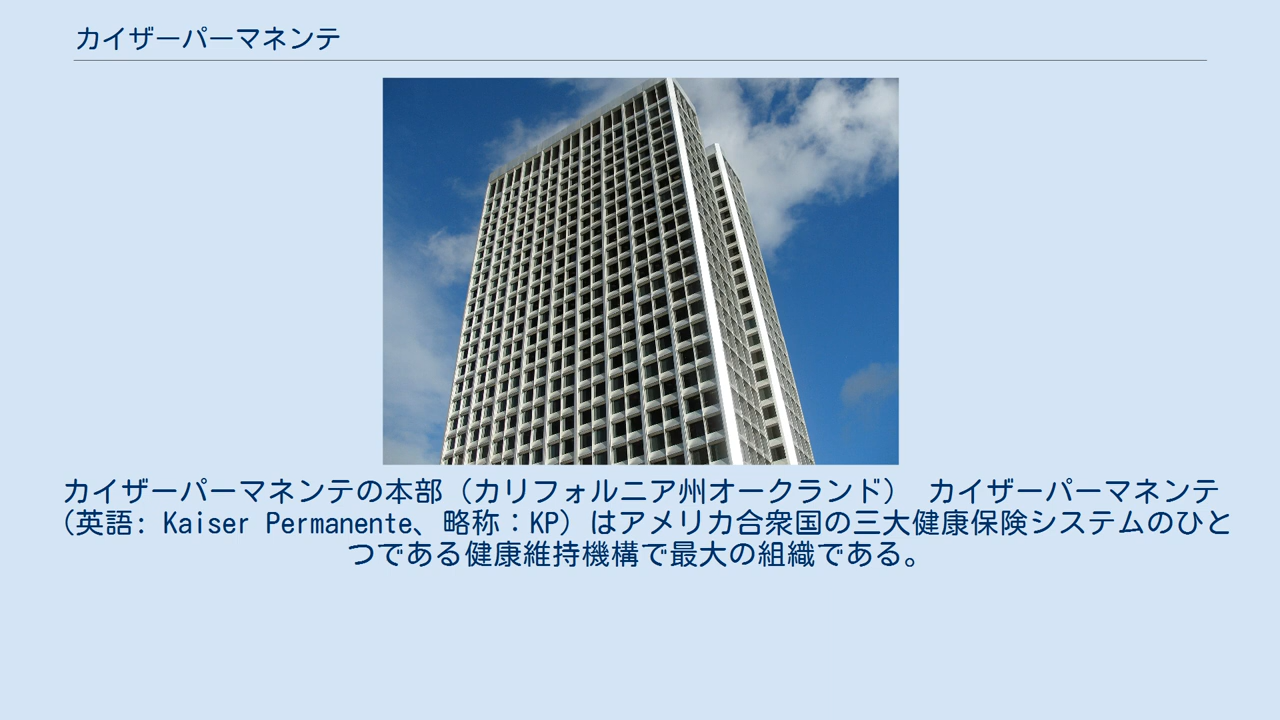 カイザーパーマネンテ
カイザーパーマネンテの本部（カリフォルニア州オークランド） カイザーパーマネンテ
（英語: Kaiser Permanente、略称：KP）はアメリカ合衆国の三大健康保険システムのひと
つである健康維持機構で最大の組織である。